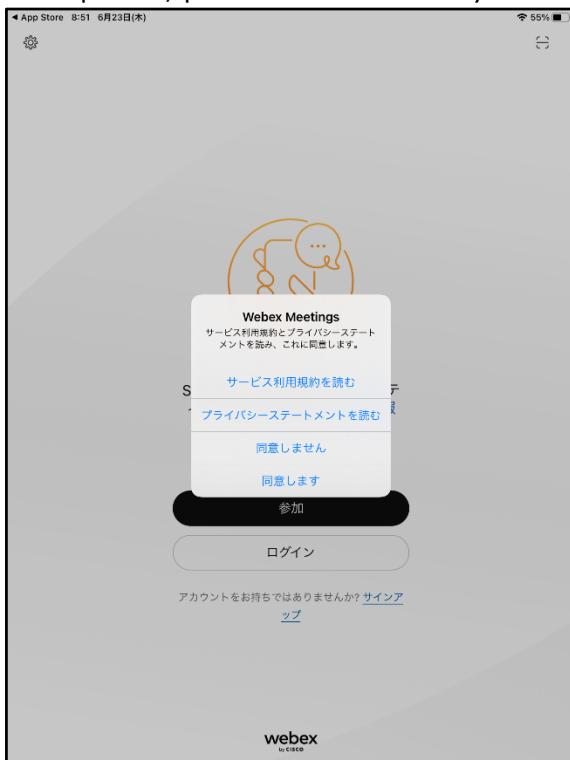 ◀ App Store 8:51 6月23日(木) 55%
Webex Meetings
サービス利用規約とプライバシーステート
メントを読み、これに同意します。
サービス利用規約を読む
プライバシーステートメントを読む
同意しません
同意します
参加
ログイン
アカウントをお持ちではありませんか? サインア
ップ
webex
by CISCO